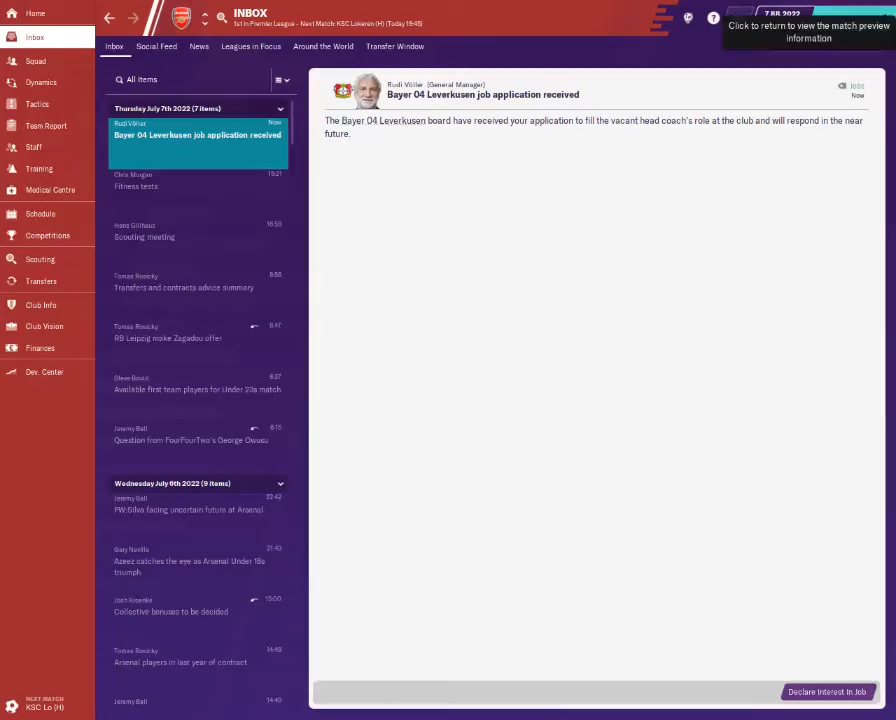 Home
Inbox
Squad
Dynamics
Tactics
Team Report
Staff
Training
Medical Centre
Schedule
Competitions
Scouting
Transfers
Club Info
Club Vision
Finances
Dev. Center
NEXT MATCH
KSC Lo (H)
INBOX
1st in Premier League - Next Match: KSC Lokeren (H) (Today 19:45)
?
7 JUL 2022
Click to return to view the match preview
information
Inbox Social Feed News Leagues in Focus Around the World Transfer Window
All Items
Thursday July 7th 2022 (7 items)
Rudi Völler Now
Bayer 04 Leverkusen job application received
Chris Morgan 19:21
Fitness tests
Hans Gillhaus 16:59
Scouting meeting
Tomas Rosicky 8:56
Transfers and contracts advice summary
Tomas Rosicky 8:47
RB Leipzig make Zagadou offer
Steve Bould 8:37
Available first team players for Under 23s match
Jeremy Ball 8:15
Question from FourFourTwo's George Owusu
Wednesday July 6th 2022 (9 items)
Jeremy Ball 22:43
FW:Silva facing uncertain future at Arsenal
Gary Neville 21:43
Azeez catches the eye as Arsenal Under 18s
triumph
Josh Kroenke 15:00
Collective bonuses to be decided
Tomas Rosicky 14:49
Arsenal players in last year of contract
Jeremy Ball 14:49
Rudi Völler (General Manager)
Bayer 04 Leverkusen job application received
Jobs
Now
The Bayer 04 Leverkusen board have received your application to fill the vacant head coach's role at the club and will respond in the near
future.
Declare Interest In Job